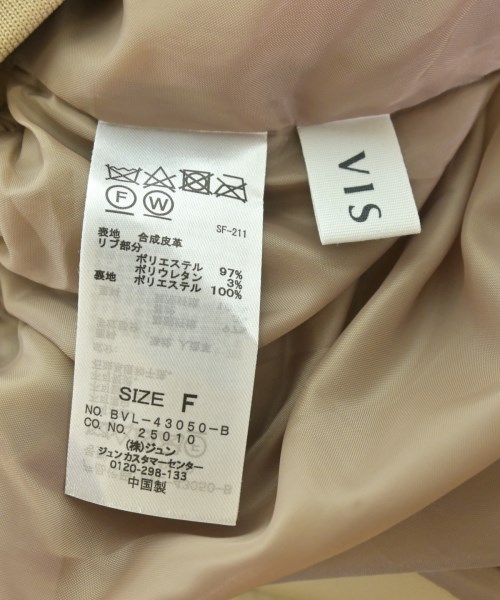 VIS
F W
SF-211
表地 合成皮革
リブ部分
ポリエステル 97%
ポリウレタン 3%
裏地 ポリエステル 100%
SIZE F
NO. BVL-43050-B
CO. NO. 25010
(株)ジュン
ジュンカスタマーセンター
0120-298-133
中国製